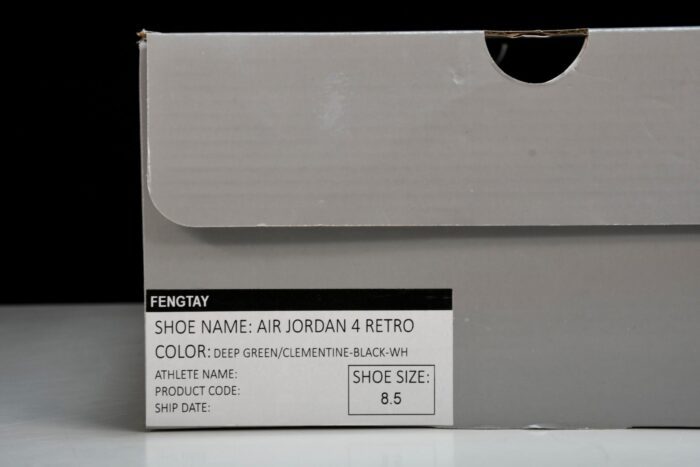 FENGTAY
SHOE NAME: AIR JORDAN 4 RETRO
COLOR: DEEP GREEN/CLEMENTINE-BLACK-WH
ATHLETE NAME:
PRODUCT CODE:
SHIP DATE:
SHOE SIZE:
8.5